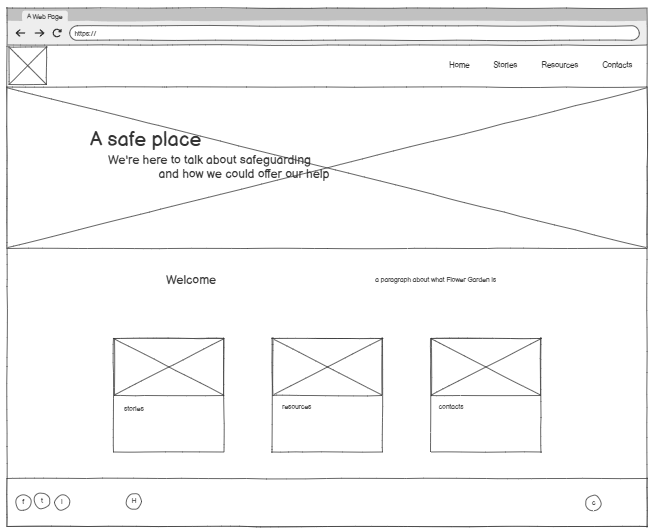 A Web Page
https://
Home Stories Resources Contacts
A safe place
We're here to talk about safeguarding
and how we could offer our help
Welcome
a paragraph about what Flower Garden is
stories
resources
contacts
f t i H c